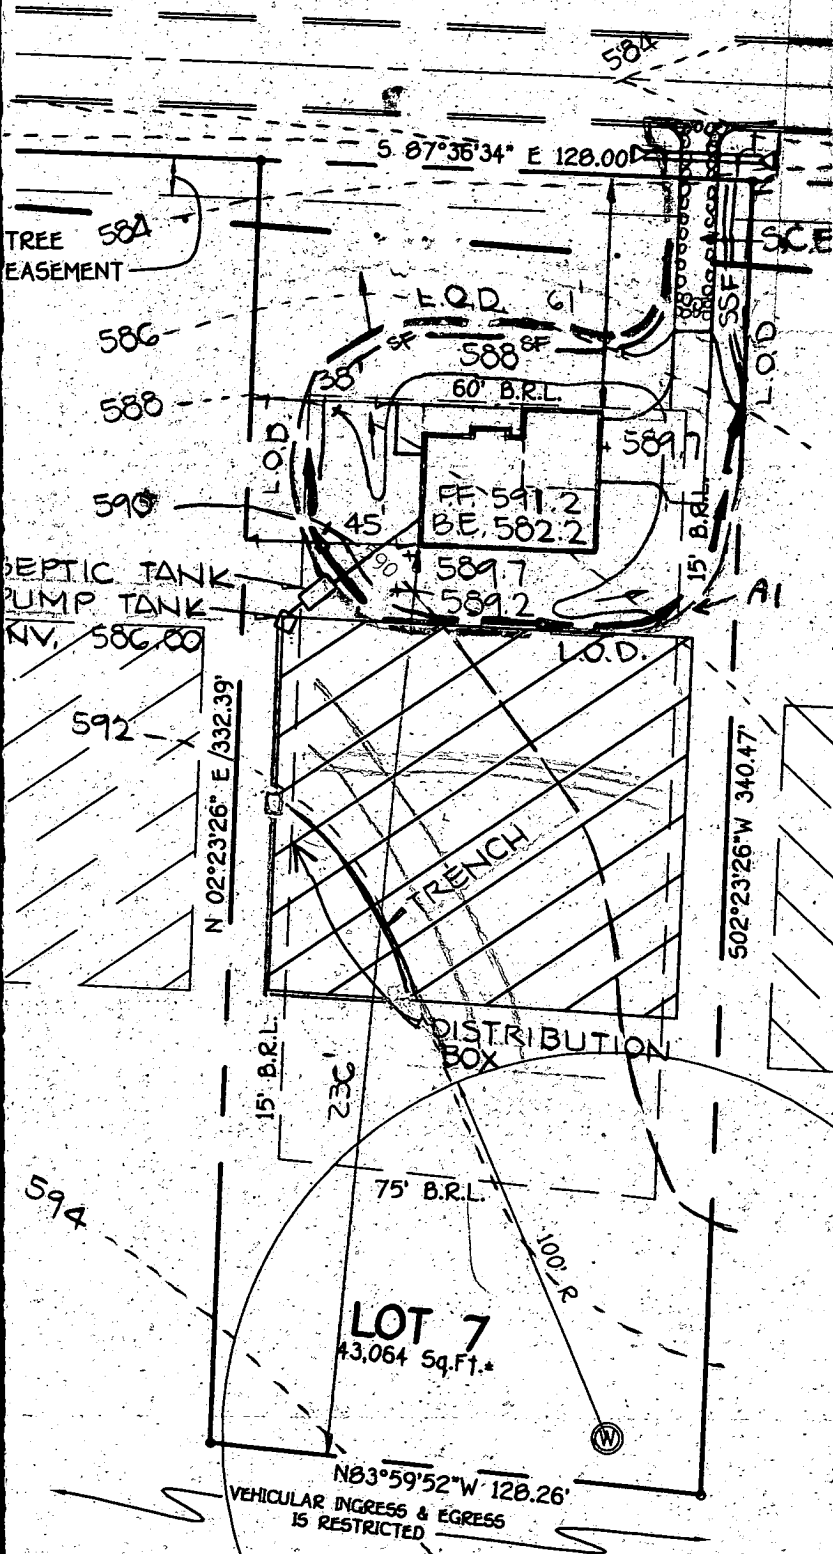 584
S 87°36'34" E 128.00'
TREE
EASEMENT
584
S.C.E
SSF
L.O.D.
61'
586
SF
588
SF
38'
60' B.R.L.
588
L.O.D.
L.O.D.
589.7
590
FF 591.2
B.E. 582.2
45'
15' B.R.L.
90
SEPTIC TANK
PUMP TANK
INV. 586.00
589.7
589.2
A1
L.O.D.
592
N 02°23'26" E 332.39'
S02°23'26"W 340.47'
TRENCH
DISTRIBUTION
BOX
15' B.R.L.
236'
75' B.R.L.
594
100' R
LOT 7
43,064 Sq.Ft.±
W
N83°59'52"W 128.26'
VEHICULAR INGRESS & EGRESS
IS RESTRICTED